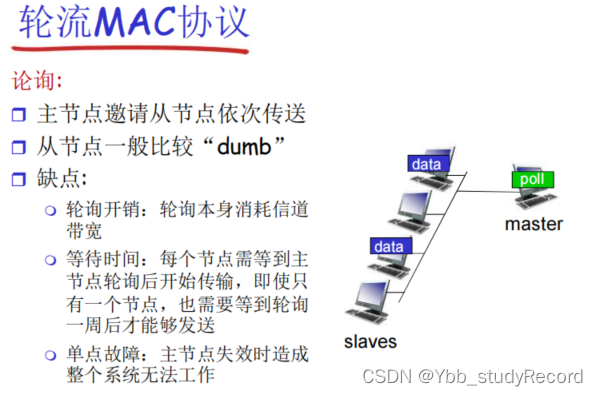 轮流MAC协议
论询:
主节点邀请从节点依次传送
从节点一般比较“dumb”
缺点:
轮询开销：轮询本身消耗信道
带宽
等待时间：每个节点需等到主
节点轮询后开始传输，即使只
有一个节点，也需要等到轮询
一周后才能够发送
单点故障：主节点失效时造成
整个系统无法工作
data
poll
master
data
slaves
CSDN @Ybb_studyRecord